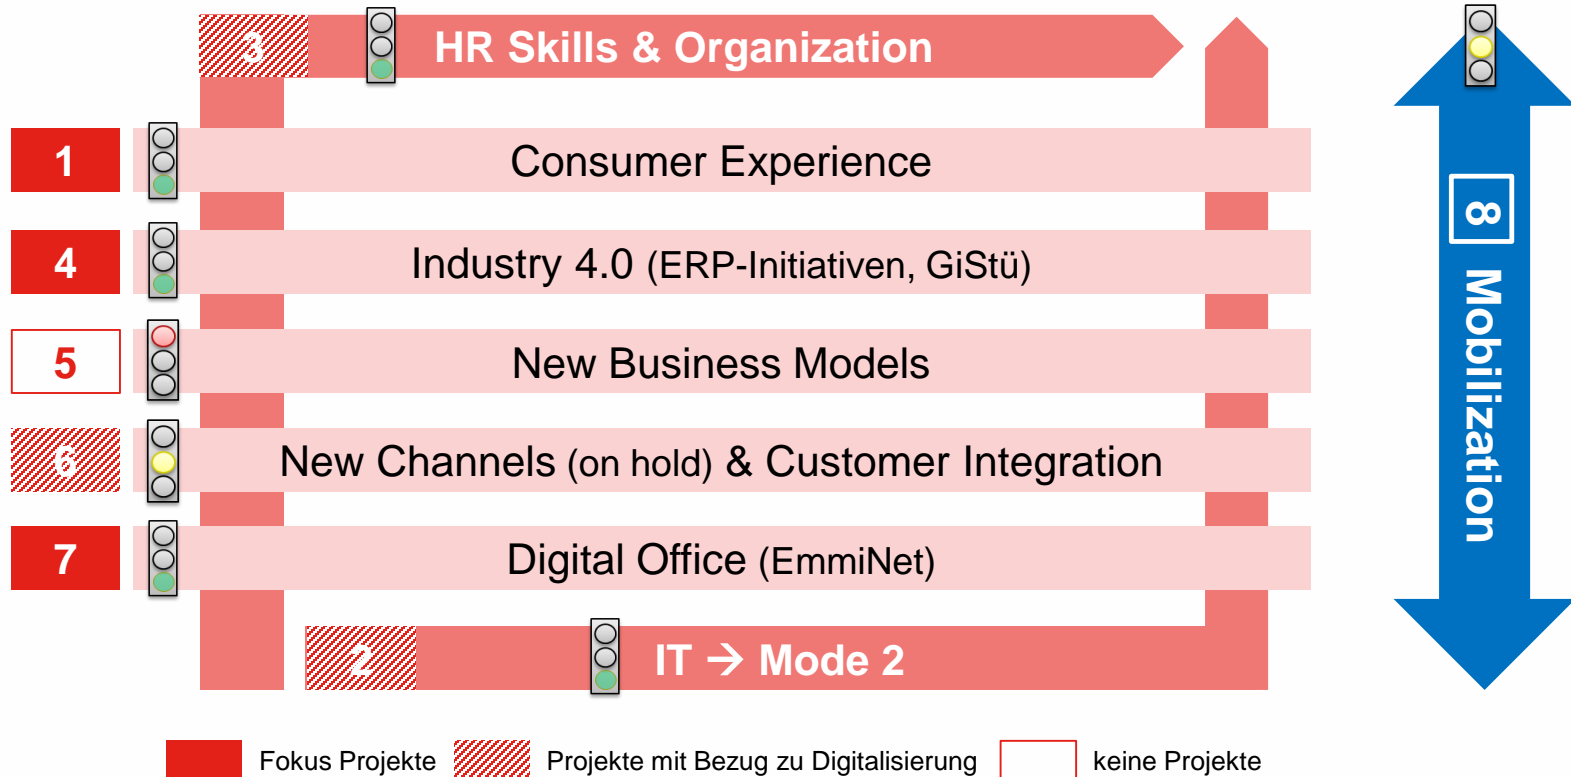 3 HR Skills & Organization
1 Consumer Experience
4 Industry 4.0 (ERP-Initiativen, GiStü)
5 New Business Models
6 New Channels (on hold) & Customer Integration
7 Digital Office (EmmiNet)
2 IT → Mode 2
8 Mobilization
Fokus Projekte Projekte mit Bezug zu Digitalisierung keine Projekte